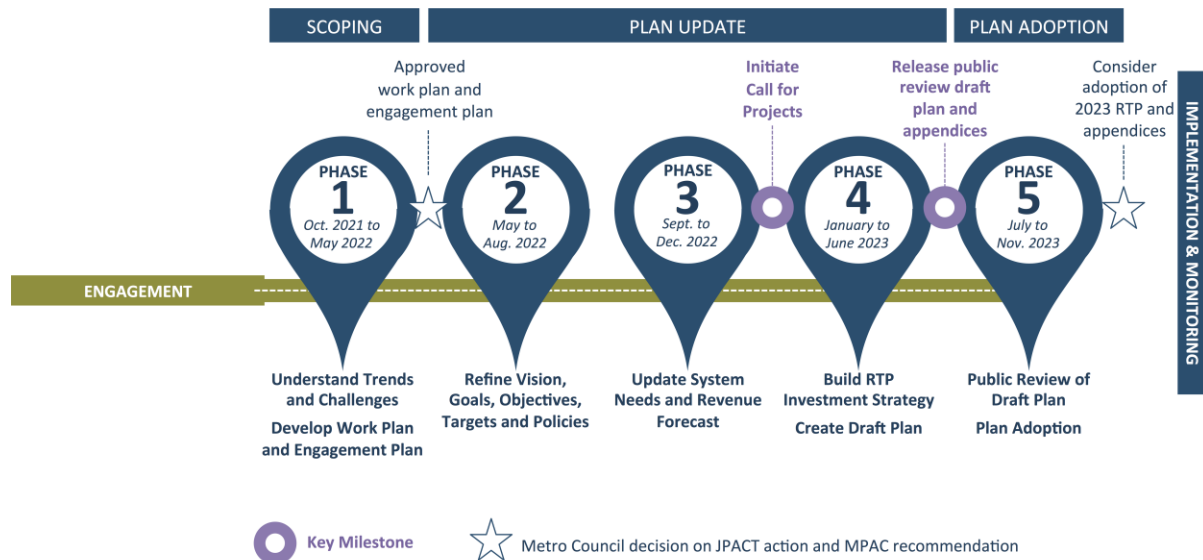 SCOPING
PLAN UPDATE
PLAN ADOPTION
Approved
work plan and
engagement plan
Initiate
Call for
Projects
Release public
review draft
plan and
appendices
Consider
adoption of
2023 RTP and
appendices
PHASE
1
Oct. 2021 to
May 2022
PHASE
2
May to
Aug. 2022
PHASE
3
Sept. to
Dec. 2022
PHASE
4
January to
June 2023
PHASE
5
July to
Nov. 2023
IMPLEMENTATION & MONITORING
ENGAGEMENT
Understand Trends
and Challenges
Develop Work Plan
and Engagement Plan
Refine Vision,
Goals, Objectives,
Targets and Policies
Update System
Needs and Revenue
Forecast
Build RTP
Investment Strategy
Create Draft Plan
Public Review of
Draft Plan
Plan Adoption
Key Milestone
Metro Council decision on JPACT action and MPAC recommendation